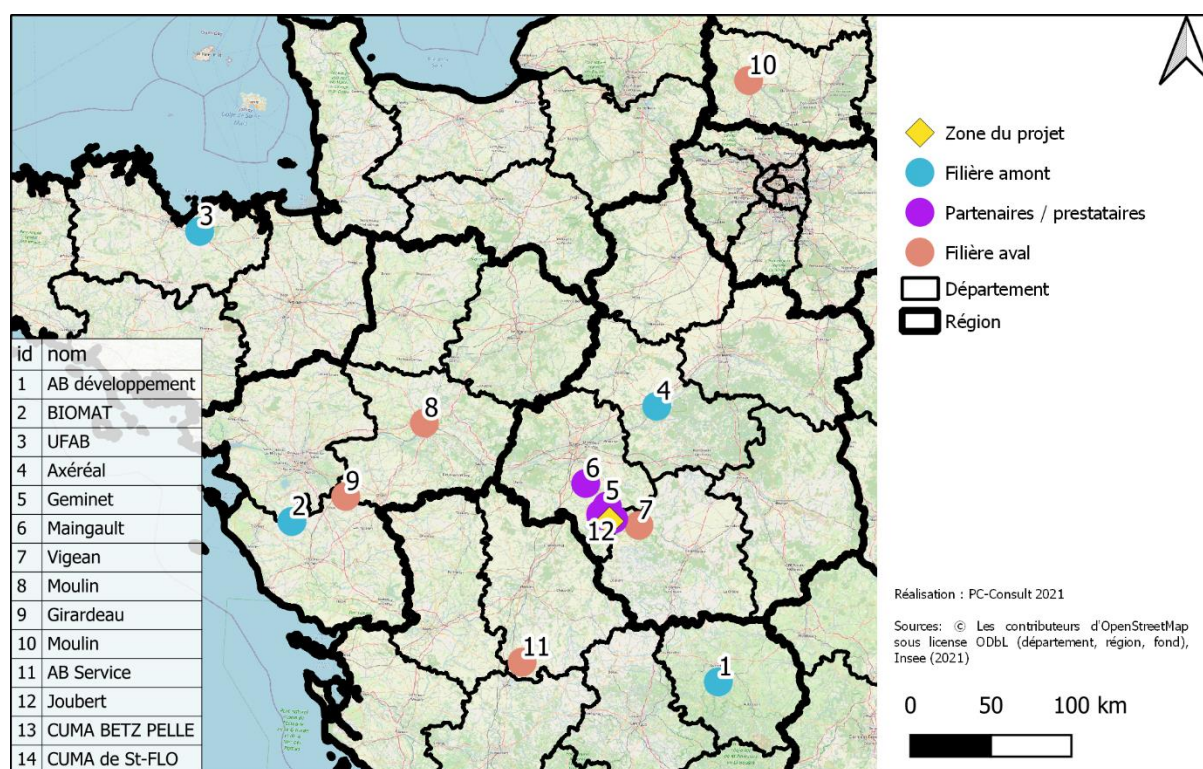 10
3
4
8
6
9
5
2
7
12
11
1
id nom
1 AB développement
2 BIOMAT
3 UFAB
4 Axéréal
5 Geminet
6 Maingault
7 Vigean
8 Moulin
9 Girardeau
10 Moulin
11 AB Service
12 Joubert
13 CUMA BETZ PELLE
14 CUMA de St-FLO
Zone du projet
Filière amont
Partenaires / prestataires
Filière aval
Département
Région
Réalisation : PC-Consult 2021
Sources: © Les contributeurs d'OpenStreetMap
sous license ODbL (département, région, fond),
Insee (2021)
0 50 100 km